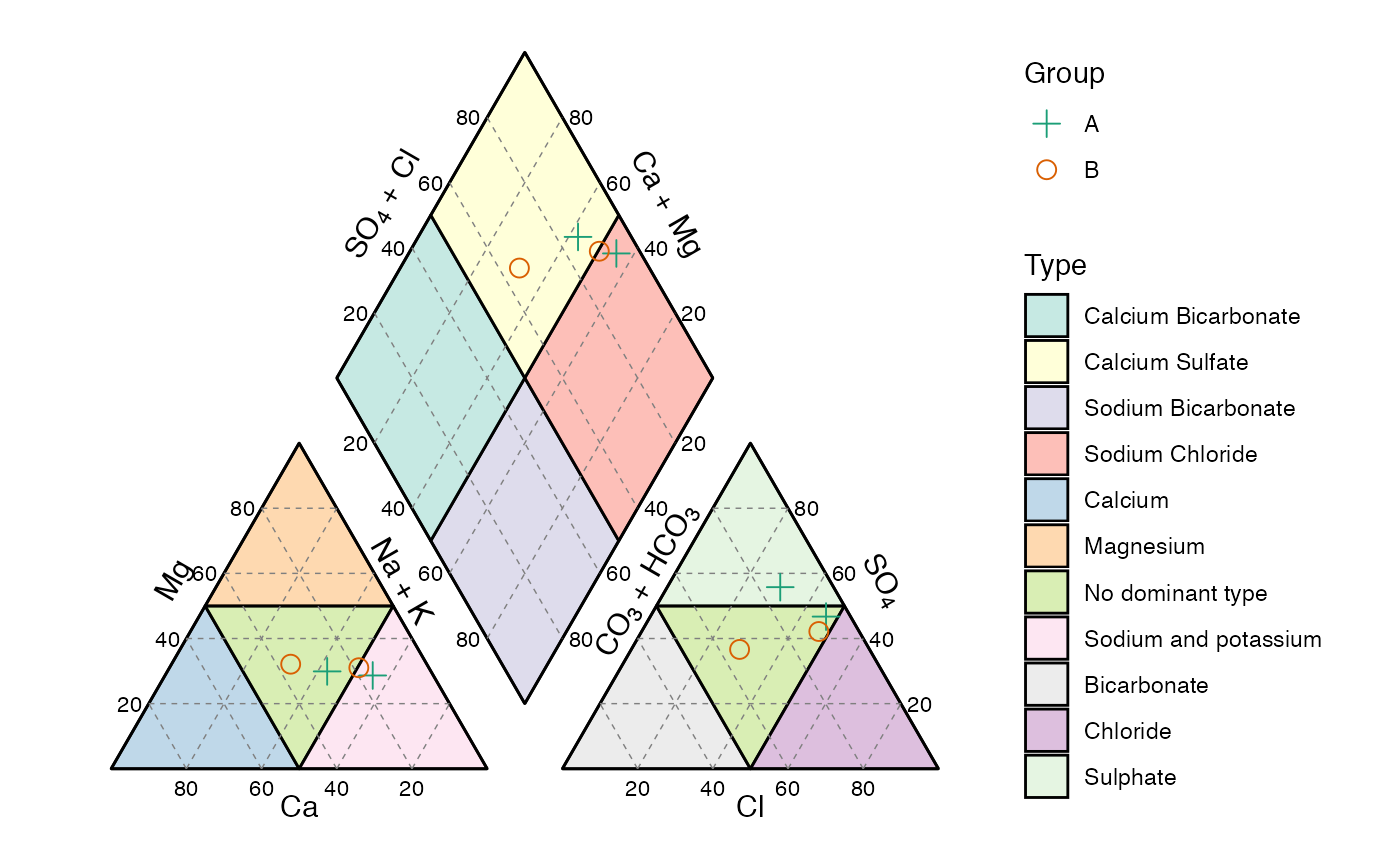 80 80
60 60
40 40
20 20
SO₄ + Cl
Ca + Mg
20 20
40 40
60 60
80 80
Na + K
CO₃ + HCO₃
80
60
40
20
Mg
80 60 40 20
Ca
80
60
40
20
SO₄
20 40 60 80
Cl
Group
A
B
Type
Calcium Bicarbonate
Calcium Sulfate
Sodium Bicarbonate
Sodium Chloride
Calcium
Magnesium
No dominant type
Sodium and potassium
Bicarbonate
Chloride
Sulphate